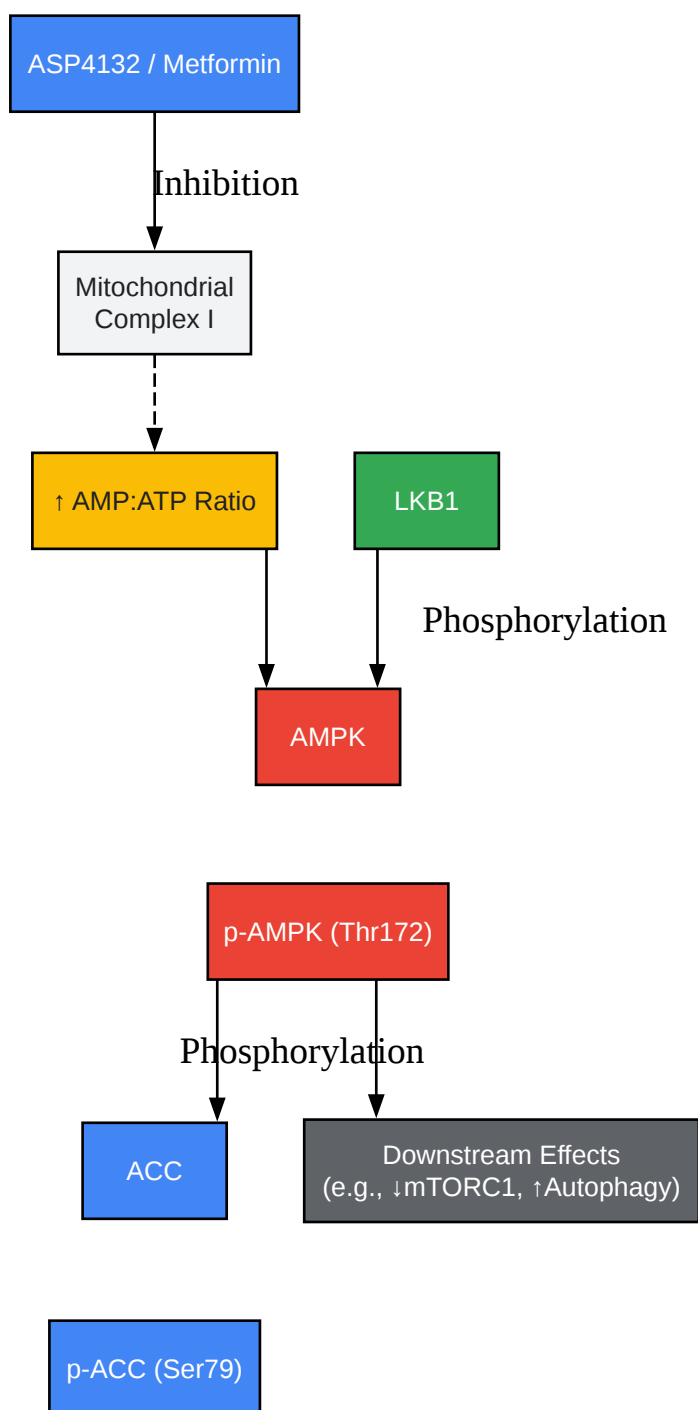 ASP4132 / Metformin
Inhibition
Mitochondrial
Complex I
↑ AMP:ATP Ratio
LKB1
Phosphorylation
AMPK
p-AMPK (Thr172)
Phosphorylation
ACC
Downstream Effects
(e.g., ↓mTORC1, ↑Autophagy)
p-ACC (Ser79)